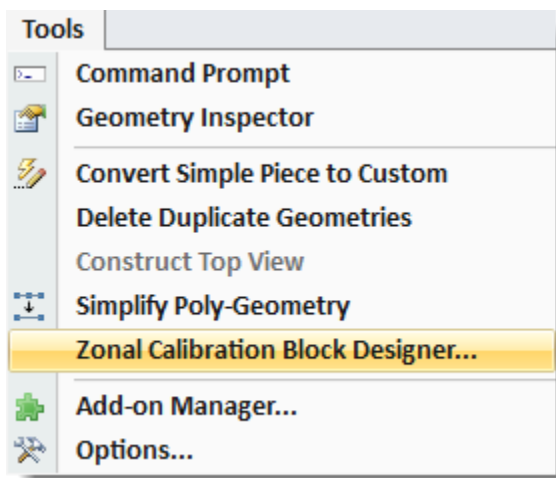 Tools
Command Prompt
Geometry Inspector
Convert Simple Piece to Custom
Delete Duplicate Geometries
Construct Top View
Simplify Poly-Geometry
Zonal Calibration Block Designer...
Add-on Manager...
Options...